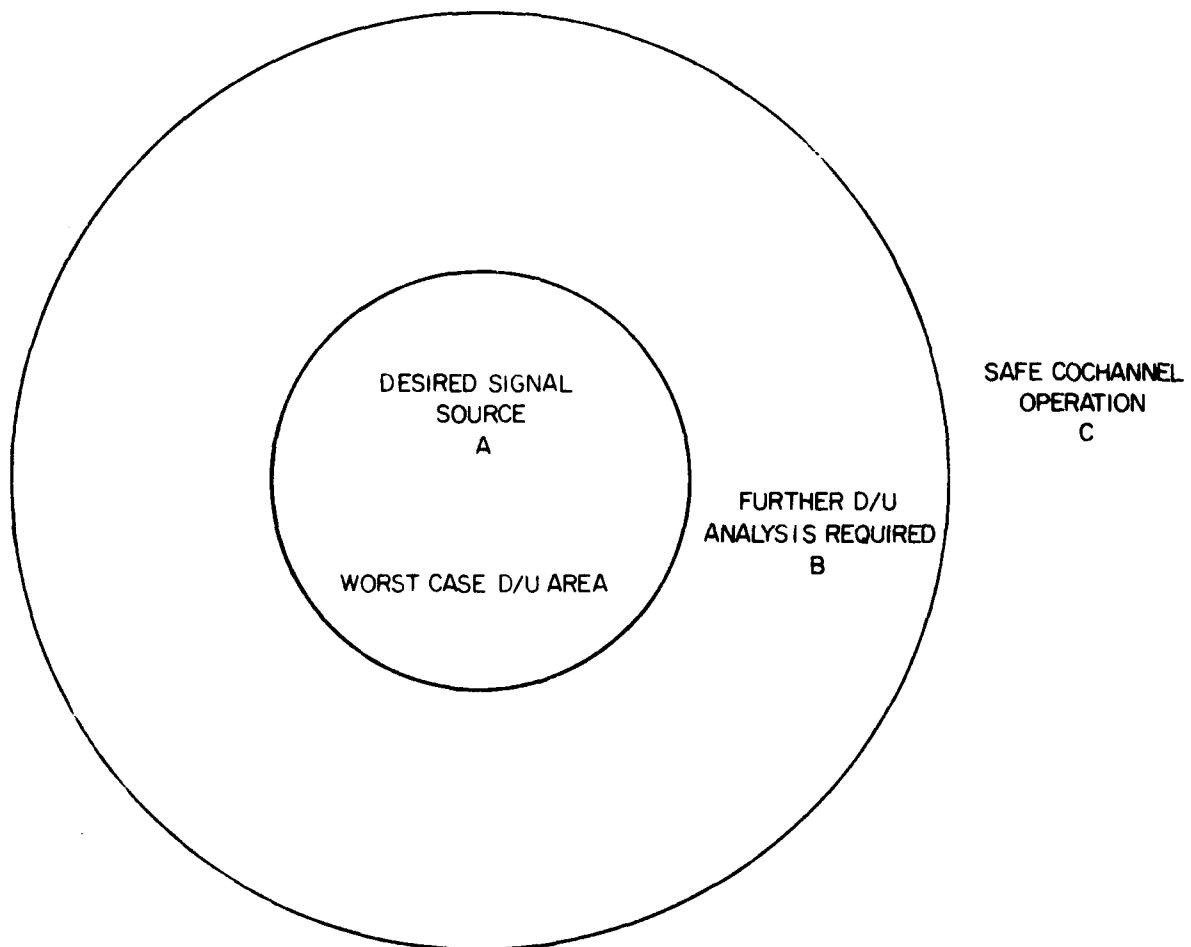 DESIRED SIGNAL
SOURCE
A
WORST CASE D/U AREA
FURTHER D/U
ANALYSIS REQUIRED
B
SAFE COCHANNEL
OPERATION
C